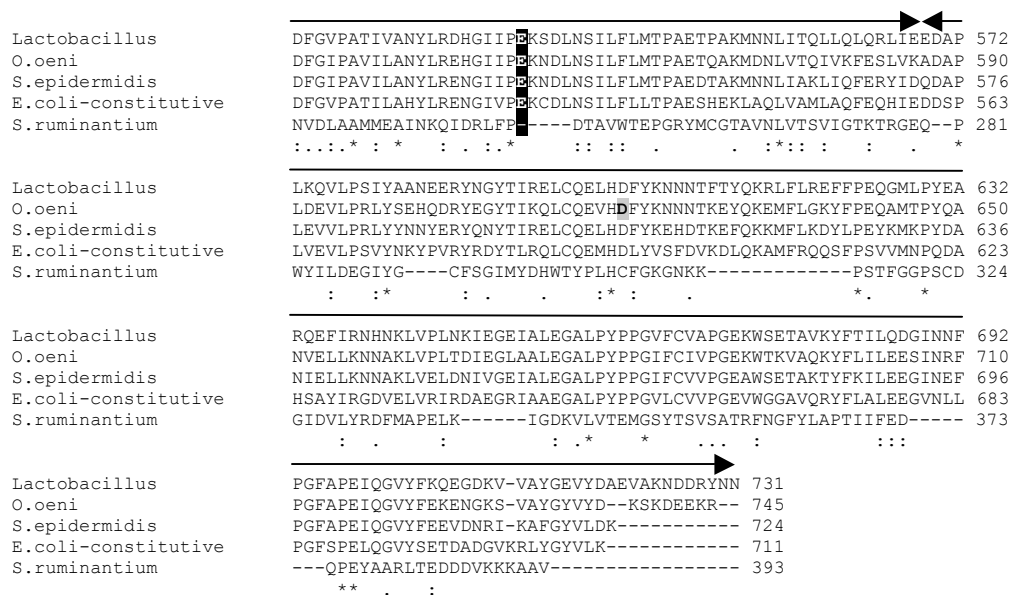 Lactobacillus DFGVPATIVANYLRDHGIIPEKSDLNSILFLMTPAETPAKMNNLITQLLQLQRLIEEDAP 572
O.oeni DFGIPAVILANYLREHGIIPEKNDLNSILFLMTPAETQAKMDNLVTQIVKFESLVKADAP 590
S.epidermidis DFGIPAVILANYLRENGIIPEKNDLNSILFLMTPAEDTAKMNNLIAKLIQFERYIDQDAP 576
E.coli-constitutive DFGVPATILAHYLRENGIVPEKCDLNSILFLLTPAESHEKLAQLVAMLAQFEQHIEDDSP 563
S.ruminantium NVDLAAMMEAINKQIDRLFP-----DTAVWTEPGRYMCGTAVNLVTSVIGTKTRGEQ--P 281
:..:.* : * : . :.* :: :: . . :*:: : : . *
Lactobacillus LKQVLPSIYAANEERYNGYTIRELCQELHDFYKNNNTFTYQKRLFLREFFPEQGMLPYEA 632
O.oeni LDEVLPRLYSEHQDRYEGYTIKQLCQEVHDFYKNNNTKEYQKEMFLGKYFPEQAMTPYQA 650
S.epidermidis LEVVLPRLYYNNYERYQNYTIRELCQELHDFYKEHDTKEFQKKMFLKDYLPEYKMKPYDA 636
E.coli-constitutive LVEVLPSVYNKYPVRYRDYTLRQLCQEMHDLYVSFDVKDLQKAMFRQQSFPSVVMNPQDA 623
S.ruminantium WYILDEGIYG----CFSGIMYDHWTYPLHCFGKGNKK-------------PSTFGGPSCD 324
: :* : . . :* : . *. *
Lactobacillus RQEFIRNHNKLVPLNKIEGEIALEGALPYPPGVFCVAPGEKWSETAVKYFTILQDGINNF 692
O.oeni NVELLKNNAKLVPLTDIEGLAALEGALPYPPGIFCIVPGEKWTKVAQKYFLILEESINRF 710
S.epidermidis NIELLKNNAKLVELDNIVGEIALEGALPYPPGIFCVVPGEAWSETAKTYFKILEEGINEF 696
E.coli-constitutive HSAYIRGDVELVRIRDAEGRIAAEGALPYPPGVLCVVPGEVWGGAVQRYFLALEEGVNLL 683
S.ruminantium GIDVLYRDFMAPELK------IGDKVLVTEMGSYTSVSATRFNGFYLAPTIIFED----- 373
: . : : .* * ... : :::
Lactobacillus PGFAPEIQGVYFKQEGDKV-VAYGEVYDAEVAKNDDRYNN 731
O.oeni PGFAPEIQGVYFEKENGKS-VAYGYVYD--KSKDEEKR-- 745
S.epidermidis PGFAPEIQGVYFEEVDNRI-KAFGYVLDK----------- 724
E.coli-constitutive PGFSPELQGVYSETDADGVKRLYGYVLK------------ 711
S.ruminantium ---QPEYAARLTEDDDDVKKKAAV---------------- 393
** . :